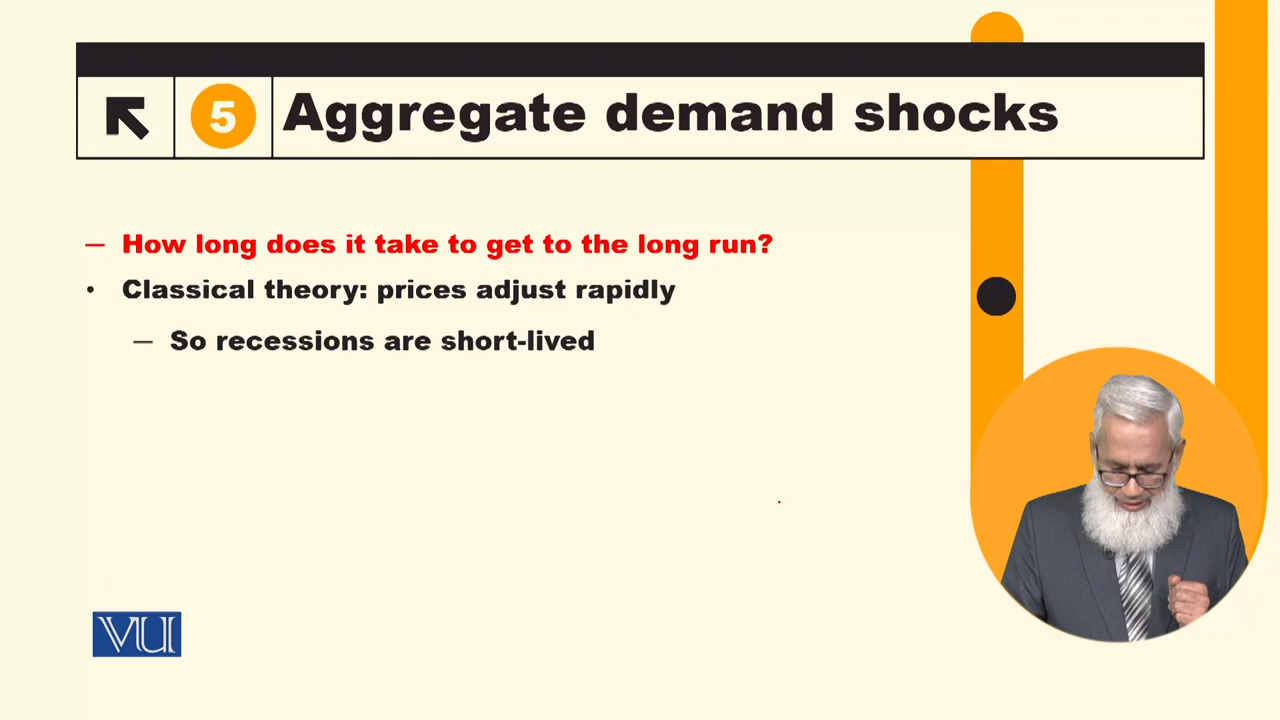 5 Aggregate demand shocks
— How long does it take to get to the long run?
• Classical theory: prices adjust rapidly
— So recessions are short-lived
VU